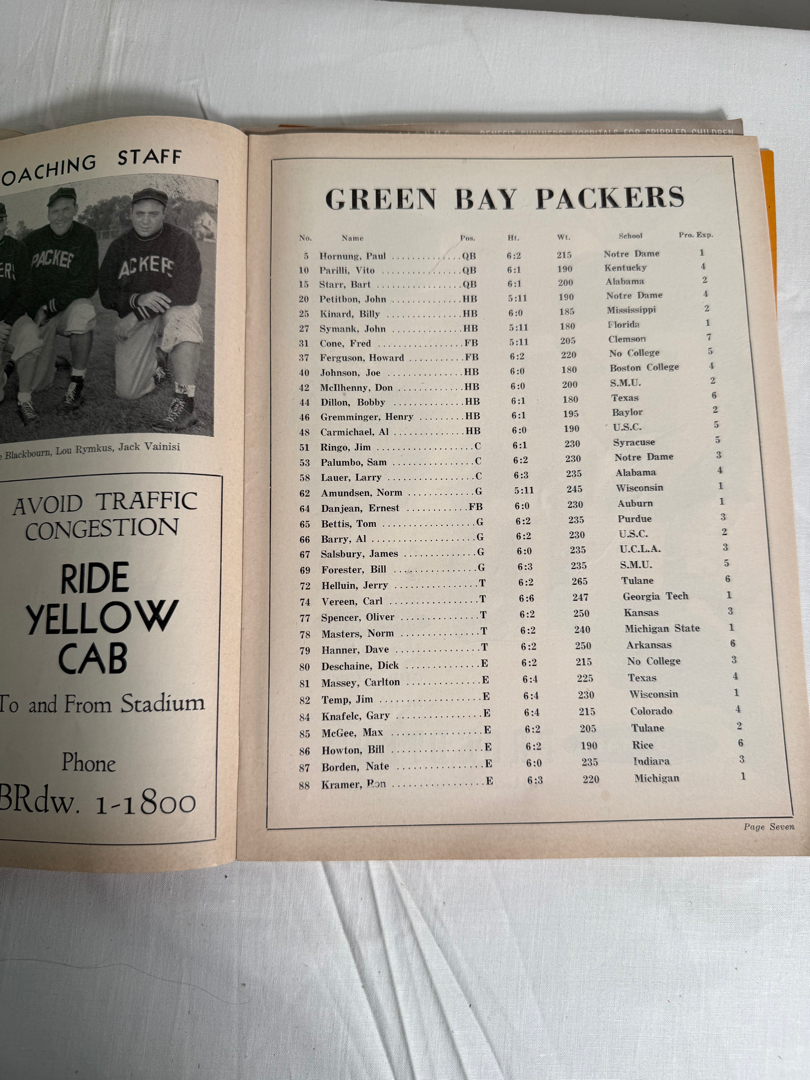 BENEFIT SHRINERS' HOSPITALS FOR CRIPPLED CHILDREN
OACHING STAFF
PACKER
ACKERS
Blackbourn, Lou Rymkus, Jack Vainisi
AVOID TRAFFIC
CONGESTION
RIDE
YELLOW
CAB
To and From Stadium
Phone
BRdw. 1-1800
GREEN BAY PACKERS
No. Name Pos. Ht. Wt. School Pro. Exp.
5 Hornung, Paul ............QB 6:2 215 Notre Dame 1
10 Parilli, Vito ..............QB 6:1 190 Kentucky 4
15 Starr, Bart ...............QB 6:1 200 Alabama 2
20 Petitbon, John ............HB 5:11 190 Notre Dame 4
25 Kinard, Billy .............HB 6:0 185 Mississippi 2
27 Symank, John ............HB 5:11 180 Florida 1
31 Cone, Fred ...............FB 5:11 205 Clemson 7
37 Ferguson, Howard ..........FB 6:2 220 No College 5
40 Johnson, Joe ..............HB 6:0 180 Boston College 4
42 McIlhenny, Don ............HB 6:0 200 S.M.U. 2
44 Dillon, Bobby .............HB 6:1 180 Texas 6
46 Gremminger, Henry .........HB 6:1 195 Baylor 2
48 Carmichael, Al ............HB 6:0 190 U.S.C. 5
51 Ringo, Jim ..................C 6:1 230 Syracuse 5
53 Palumbo, Sam ..............C 6:2 230 Notre Dame 3
58 Lauer, Larry ................C 6:3 235 Alabama 4
62 Amundsen, Norm ............G 5:11 245 Wisconsin 1
64 Danjean, Ernest ...........FB 6:0 230 Auburn 1
65 Bettis, Tom .................G 6:2 235 Purdue 3
66 Barry, Al ...................G 6:2 230 U.S.C. 2
67 Salsbury, James .............G 6:0 235 U.C.L.A. 3
69 Forester, Bill ...............G 6:3 235 S.M.U. 5
72 Helluin, Jerry ..............T 6:2 265 Tulane 6
74 Vereen, Carl ...............T 6:6 247 Georgia Tech 1
77 Spencer, Oliver .............T 6:2 250 Kansas 3
78 Masters, Norm ..............T 6:2 240 Michigan State 1
79 Hanner, Dave ...............T 6:2 250 Arkansas 6
80 Deschaine, Dick .............E 6:2 215 No College 3
81 Massey, Carlton .............E 6:4 225 Texas 4
82 Temp, Jim ..................E 6:4 230 Wisconsin 1
84 Knafelc, Gary ..............E 6:4 215 Colorado 4
85 McGee, Max ................E 6:2 205 Tulane 2
86 Howton, Bill ...............E 6:2 190 Rice 6
87 Borden, Nate ...............E 6:0 235 Indiana 3
88 Kramer, Ron ................E 6:3 220 Michigan 1
Page Seven